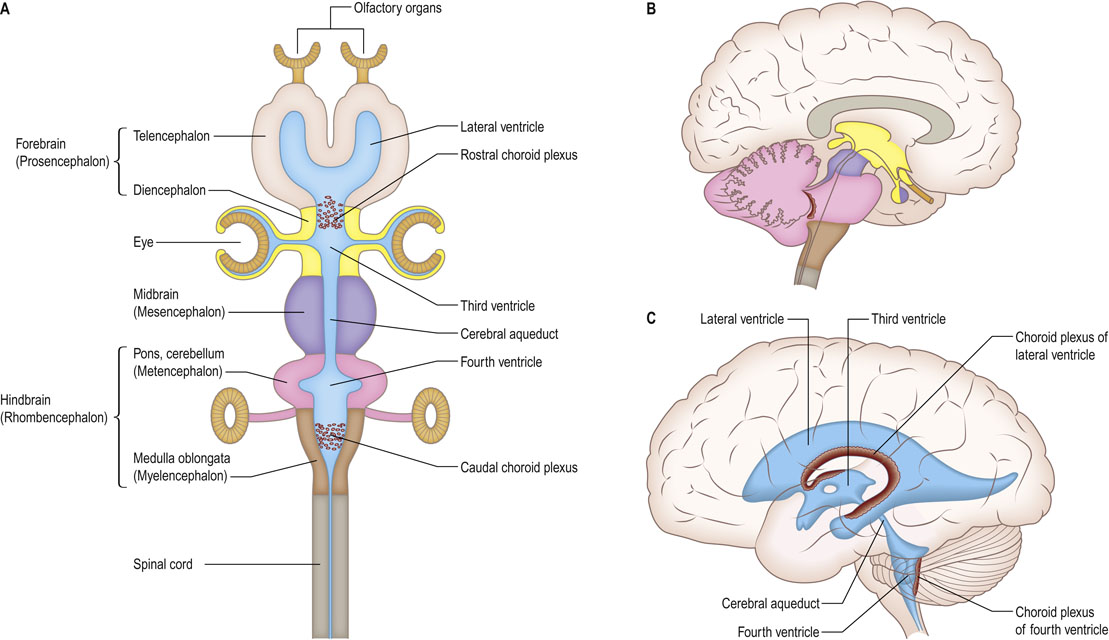 A
Olfactory organs
Forebrain
(Prosencephalon)
Telencephalon
Diencephalon
Lateral ventricle
Rostral choroid plexus
Eye
Midbrain
(Mesencephalon)
Third ventricle
Cerebral aqueduct
Hindbrain
(Rhombencephalon)
Pons, cerebellum
(Metencephalon)
Fourth ventricle
Medulla oblongata
(Myelencephalon)
Caudal choroid plexus
Spinal cord
B
C
Lateral ventricle
Third ventricle
Choroid plexus of
lateral ventricle
Cerebral aqueduct
Fourth ventricle
Choroid plexus
of fourth ventricle